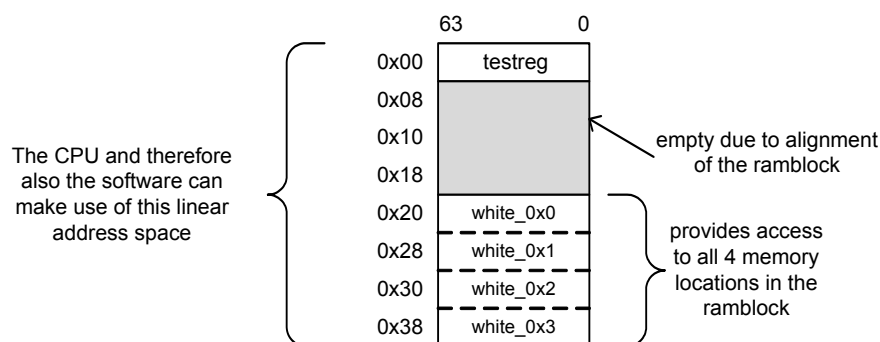 63 0
0x00 testreg
0x08
0x10
0x18
0x20 white_0x0
0x28 white_0x1
0x30 white_0x2
0x38 white_0x3
The CPU and therefore
also the software can
make use of this linear
address space
empty due to alignment
of the ramblock
provides access
to all 4 memory
locations in the
ramblock